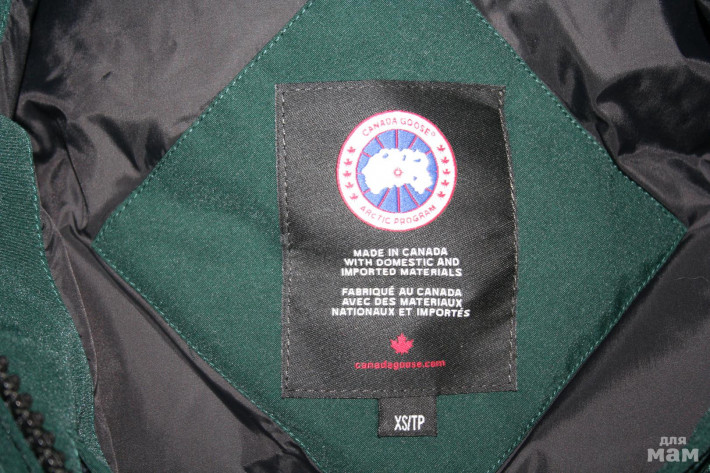 CANADA GOOSE®
ARCTIC PROGRAM
MADE IN CANADA
WITH DOMESTIC AND
IMPORTED MATERIALS
FABRIQUÉ AU CANADA
AVEC DES MATERIAUX
NATIONAUX ET IMPORTÉS
canadagoose.com
XS/TP
для
мам